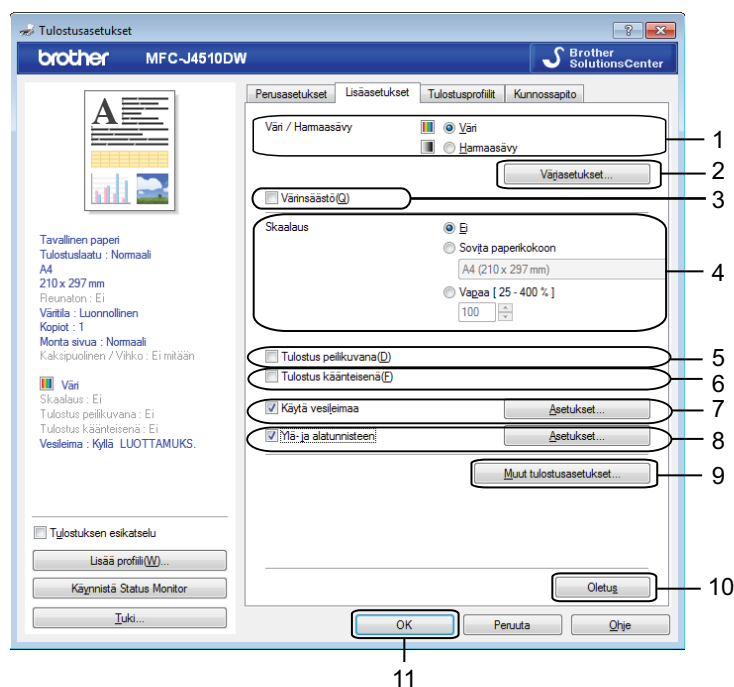 Tulostusasetukset
brother MFC-J4510DW
Brother
SolutionsCenter
Perusasetukset Lisäasetukset Tulostusprofiilit Kunnossapito
A
Väri / Harmaasävy
Väri
Harmaasävy
1
Väriasetukset...
2
Värinsäästö(Q)
3
Skaalaus
Ei
Sovita paperikokoon
A4 (210 x 297 mm)
Vapaa [ 25 - 400 % ]
100
4
Tulostus peilikuvana(D)
5
Tulostus käänteisenä(F)
6
Käytä vesileimaa
Asetukset...
7
Ylä- ja alatunnisteen
Asetukset...
8
Muut tulostusasetukset...
9
Oletus
10
Tavallinen paperi
Tulostuslaatu : Normaali
A4
210 x 297 mm
Reunaton : Ei
Väritila : Luonnollinen
Kopiot : 1
Monta sivua : Normaali
Kaksipuolinen / Vihko : Ei mitään
Väri
Skaalaus : Ei
Tulostus peilikuvana : Ei
Tulostus käänteisenä : Ei
Vesileima : Kyllä LUOTTAMUKS.
Tulostuksen esikatselu
Lisää profiili(W)...
Käynnistä Status Monitor
Tuki...
OK Peruuta Ohje
11